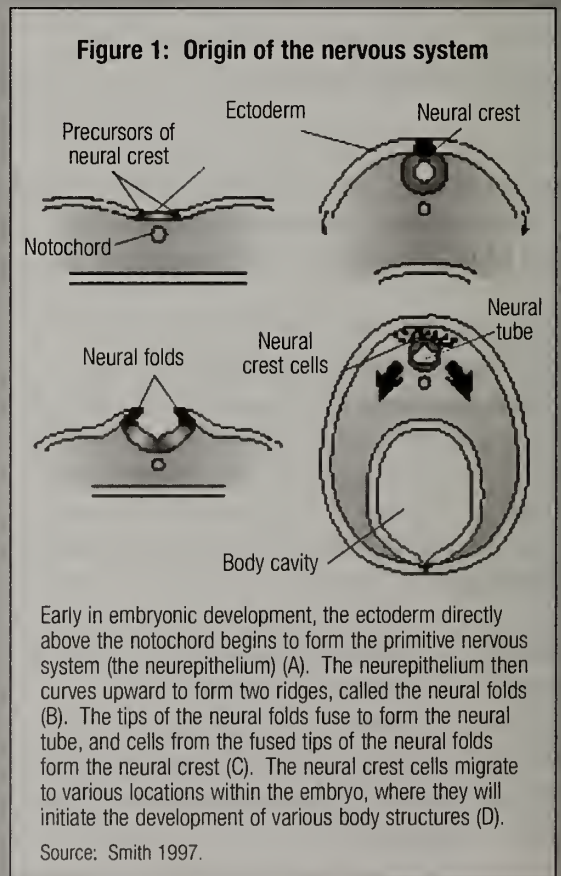 Figure 1: Origin of the nervous system
Ectoderm
Neural crest
Precursors of
neural crest
Notochord
Neural folds
Neural
crest cells
Neural
tube
Body cavity
Early in embryonic development, the ectoderm directly
above the notochord begins to form the primitive nervous
system (the neurepithelium) (A). The neurepithelium then
curves upward to form two ridges, called the neural folds
(B). The tips of the neural folds fuse to form the neural
tube, and cells from the fused tips of the neural folds
form the neural crest (C). The neural crest cells migrate
to various locations within the embryo, where they will
initiate the development of various body structures (D).
Source: Smith 1997.